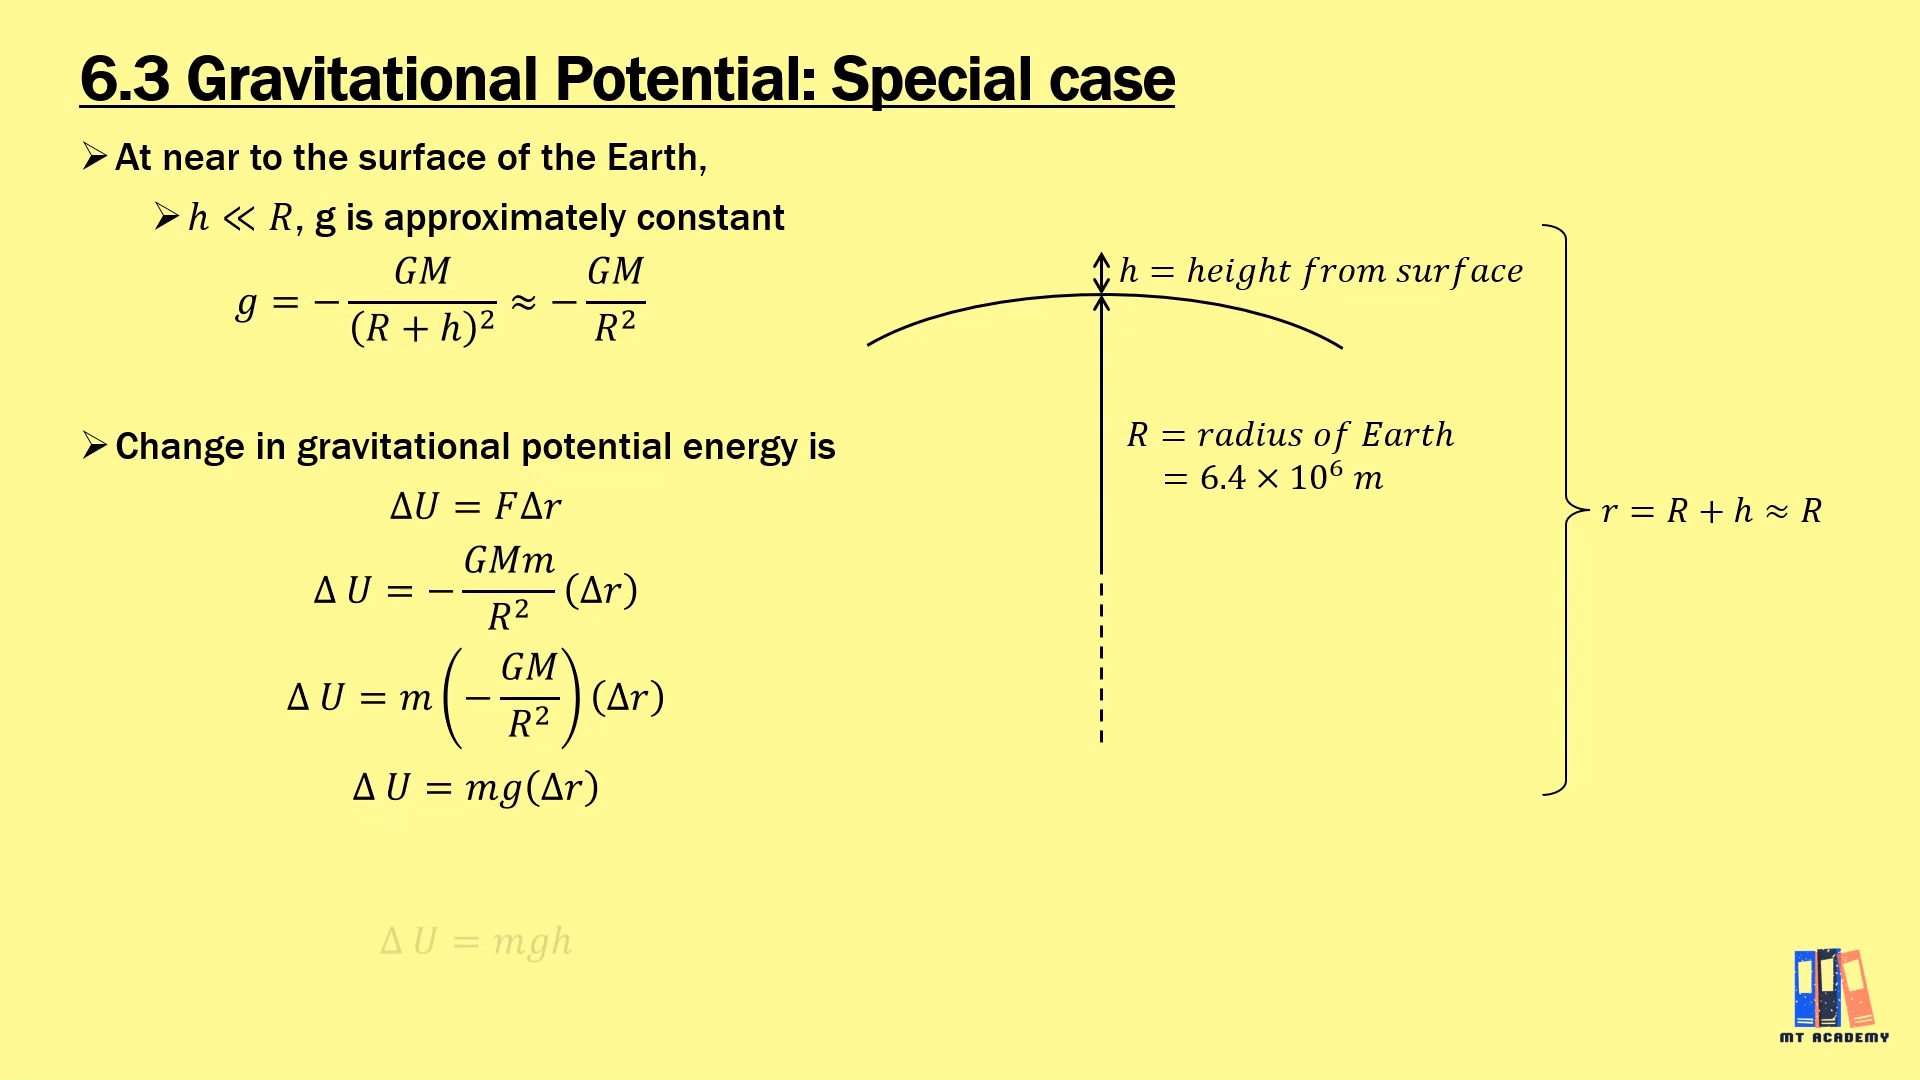 6.3 Gravitational Potential: Special case
➢ At near to the surface of the Earth,
➢ h ≪ R, g is approximately constant
g = −GM/(R + h)² ≈ −GM/R²
➢ Change in gravitational potential energy is
ΔU = FΔr
Δ U = −GMm/R² (Δr)
Δ U = m(−GM/R²)(Δr)
Δ U = mg(Δr)
Δ U = mgh
h = height from surface
R = radius of Earth
= 6.4 × 10⁶ m
r = R + h ≈ R
MT ACADEMY